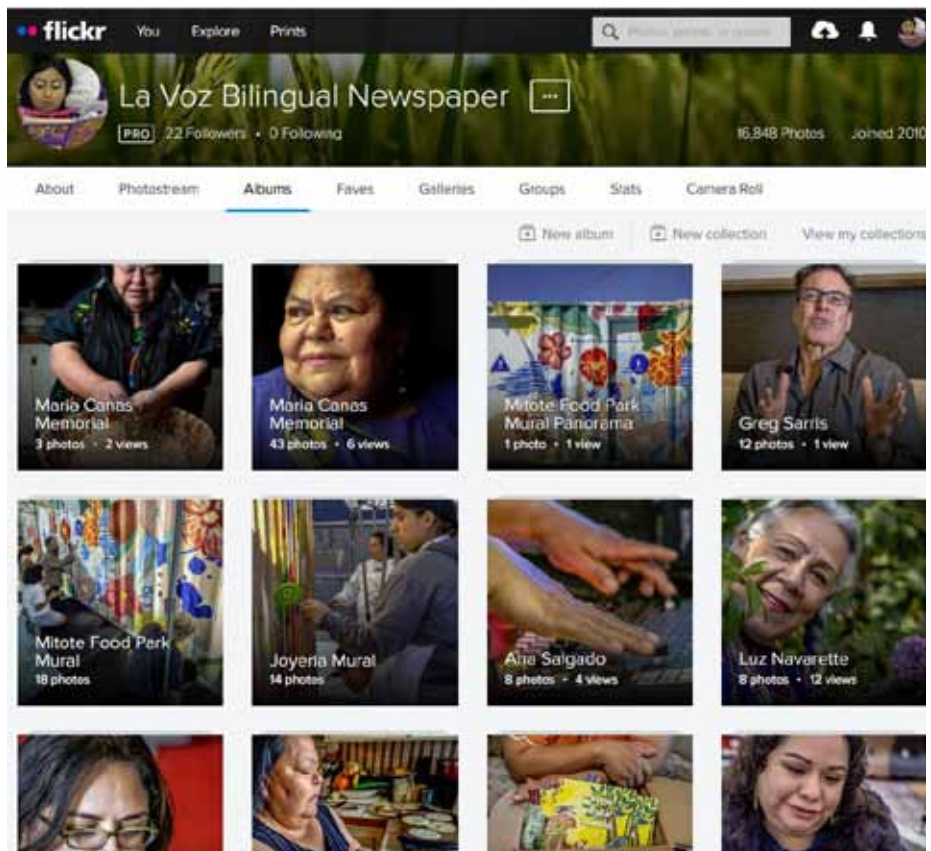 flickr You Explore Prints
La Voz Bilingual Newspaper
PRO 22 Followers • 0 Following 16,848 Photos Joined 2010
About Photostream Albums Faves Galleries Groups Stats Camera Roll
New album New collection View my collections
Maria Canas
Memorial
3 photos • 2 views
Maria Canas
Memorial
43 photos • 6 views
Mitote Food Park
Mural Panorama
1 photo • 1 view
Greg Sarris
12 photos • 1 view
Mitote Food Park
Mural
18 photos
Joyeria Mural
14 photos
Ana Salgado
8 photos • 4 views
Luz Navarette
8 photos • 12 views